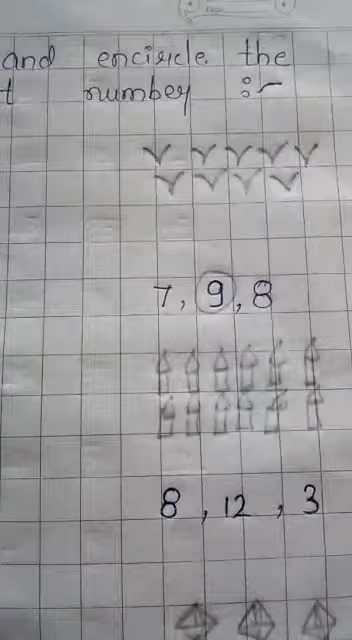 and encircle the
t number :-
7, 9, 8
8, 12, 3